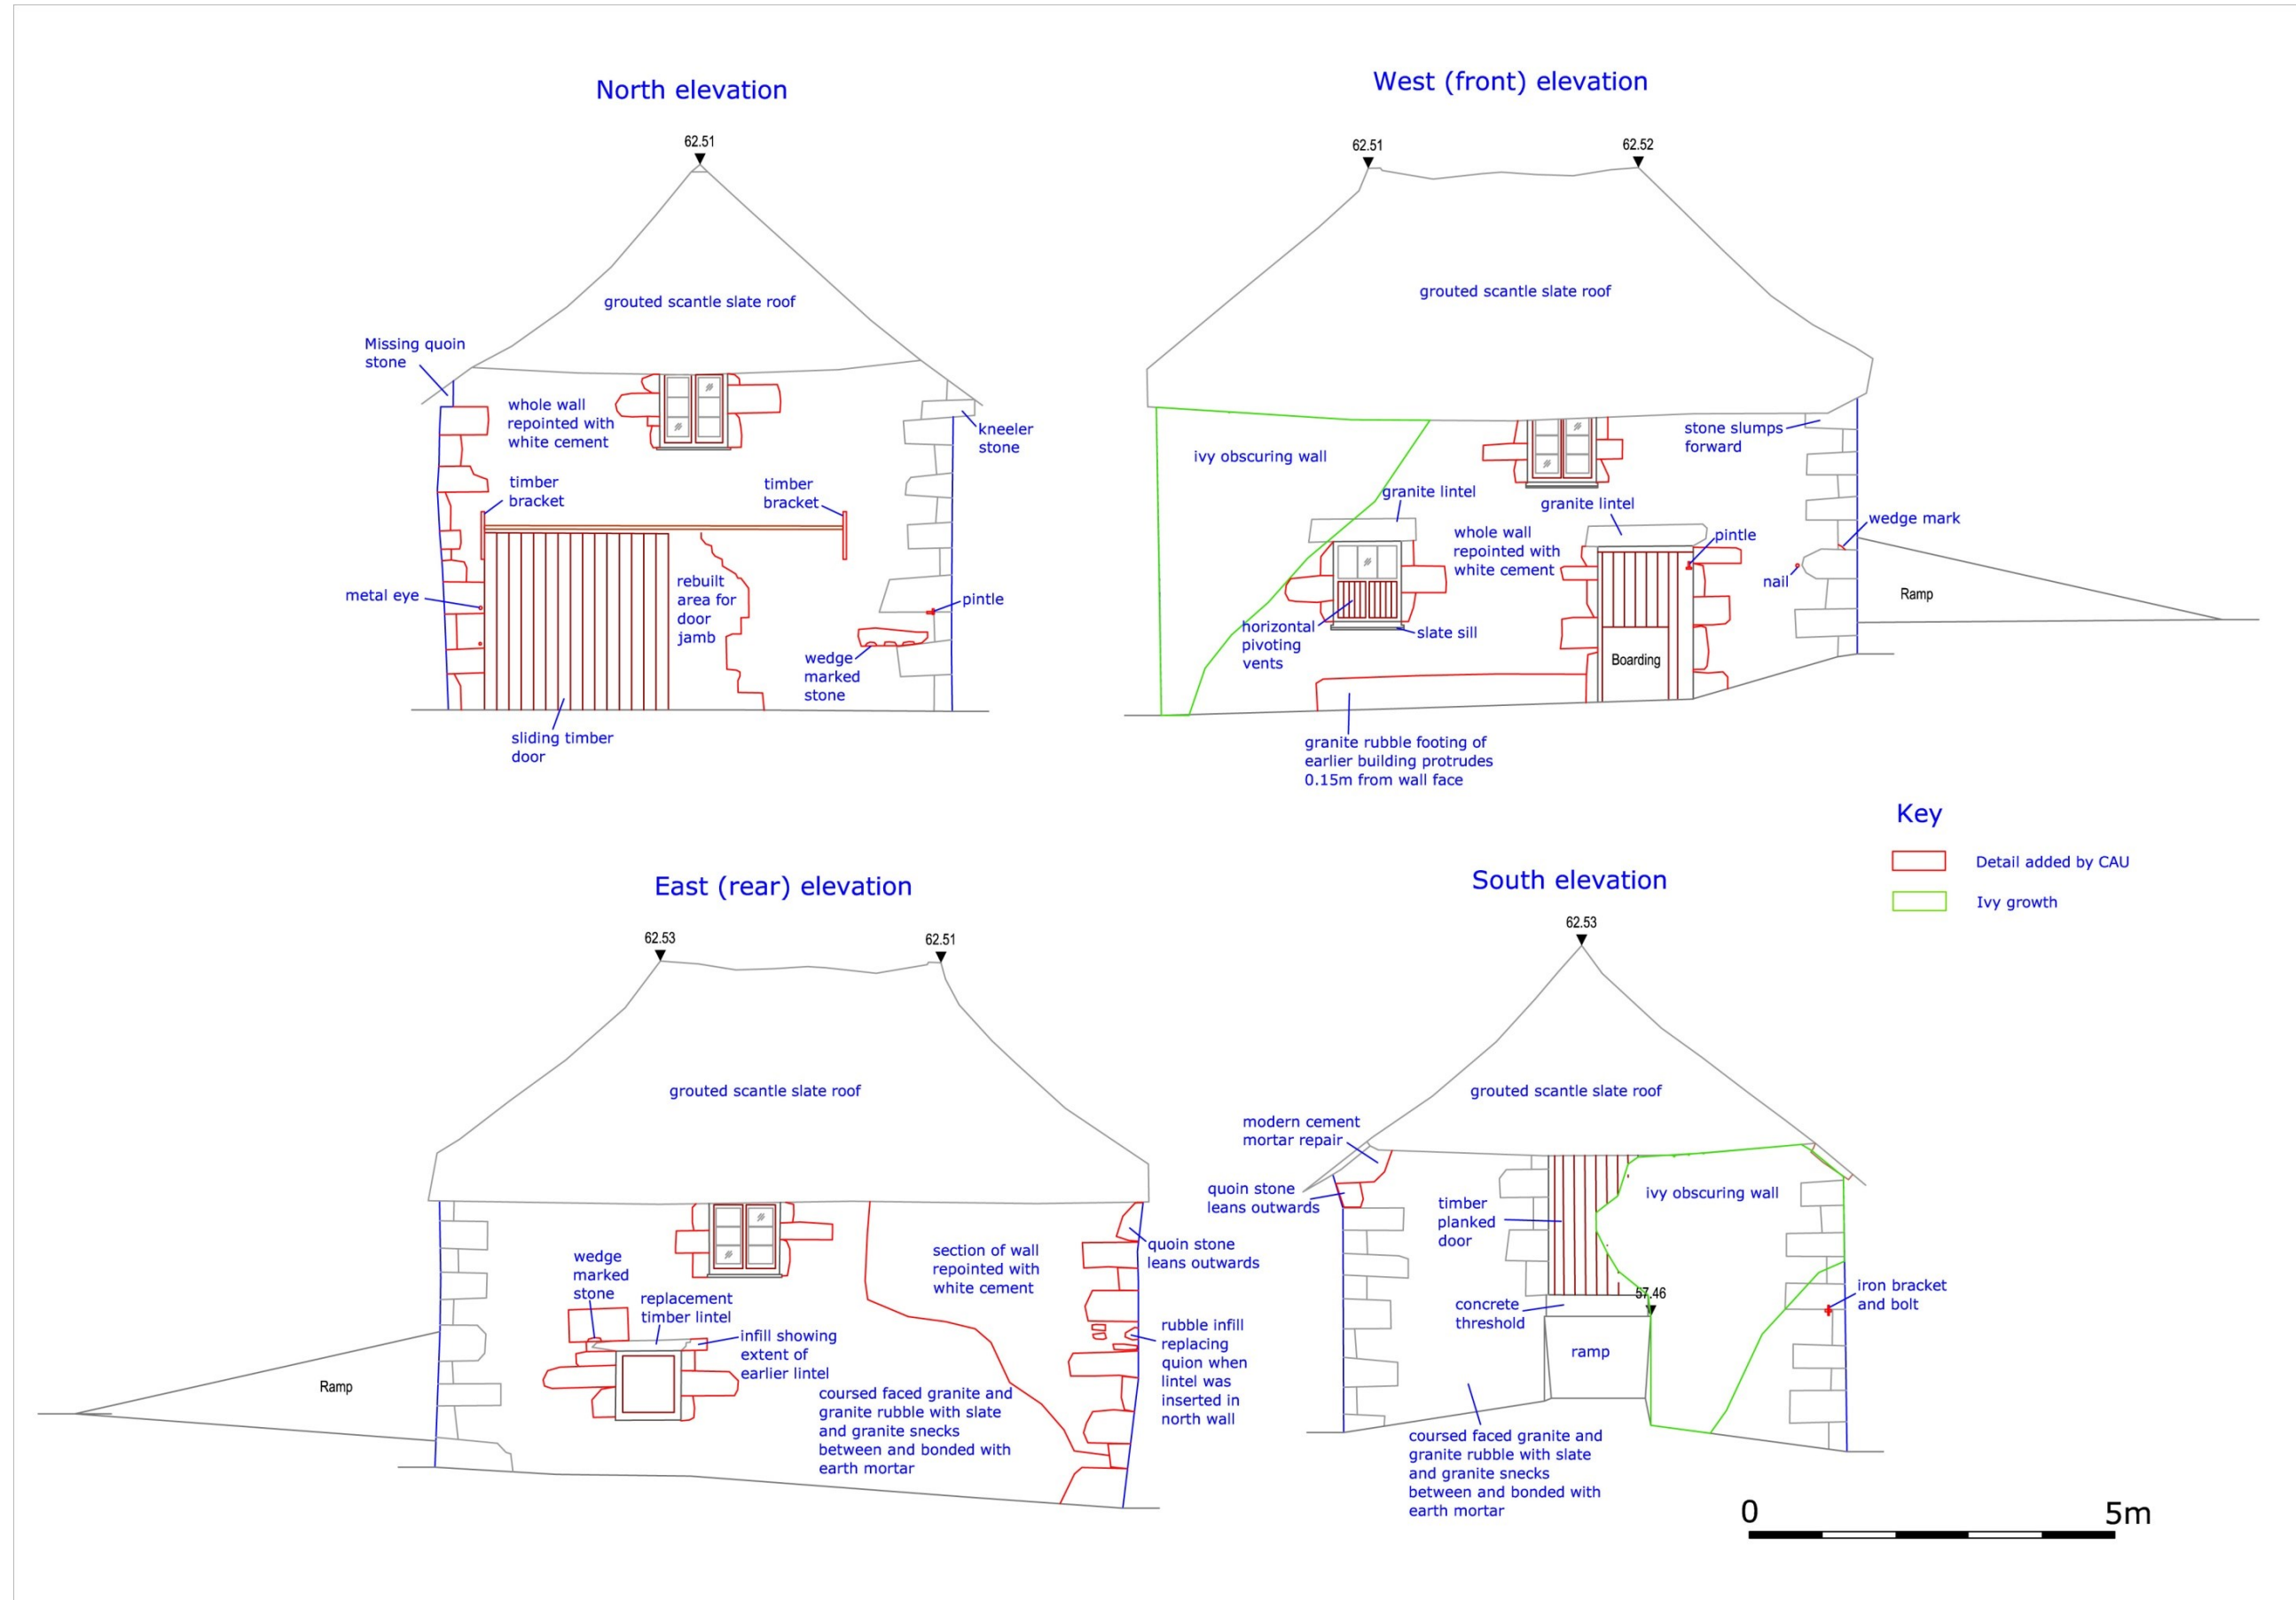 North elevation
62.51
grouted scantle slate roof
Missing quoin
stone
whole wall
repointed with
white cement
kneeler
stone
timber
bracket
timber
bracket
metal eye
rebuilt
area for
door
jamb
pintle
wedge
marked
stone
sliding timber
door
West (front) elevation
62.51
62.52
grouted scantle slate roof
stone slumps
forward
ivy obscuring wall
granite lintel
granite lintel
wedge mark
whole wall
repointed with
white cement
pintle
nail
Ramp
horizontal
pivoting
vents
slate sill
Boarding
granite rubble footing of
earlier building protrudes
0.15m from wall face
Key
Detail added by CAU
Ivy growth
East (rear) elevation
62.53
62.51
grouted scantle slate roof
section of wall
repointed with
white cement
quoin stone
leans outwards
wedge
marked
stone
replacement
timber lintel
infill showing
extent of
earlier lintel
rubble infill
replacing
quion when
lintel was
inserted in
north wall
Ramp
coursed faced granite and
granite rubble with slate
and granite snecks
between and bonded with
earth mortar
South elevation
62.53
grouted scantle slate roof
modern cement
mortar repair
quoin stone
leans outwards
timber
planked
door
ivy obscuring wall
57.46
concrete
threshold
iron bracket
and bolt
ramp
coursed faced granite and
granite rubble with slate
and granite snecks
between and bonded with
earth mortar
0
5m